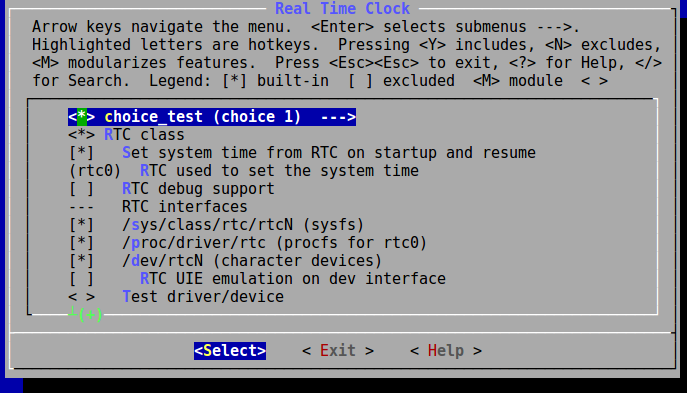 Real Time Clock
Arrow keys navigate the menu.  <Enter> selects submenus --->.
Highlighted letters are hotkeys.  Pressing <Y> includes, <N> excludes,
<M> modularizes features.  Press <Esc><Esc> to exit, <?> for Help, </>
for Search.  Legend: [*] built-in  [ ] excluded  <M> module  < >
<*> choice_test (choice 1)  --->
<*> RTC class
[*]   Set system time from RTC on startup and resume
(rtc0)  RTC used to set the system time
[ ]   RTC debug support
---   RTC interfaces
[*]   /sys/class/rtc/rtcN (sysfs)
[*]   /proc/driver/rtc (procfs for rtc0)
[*]   /dev/rtcN (character devices)
[ ]     RTC UIE emulation on dev interface
< >   Test driver/device
(+)
<Select>    < Exit >    < Help >